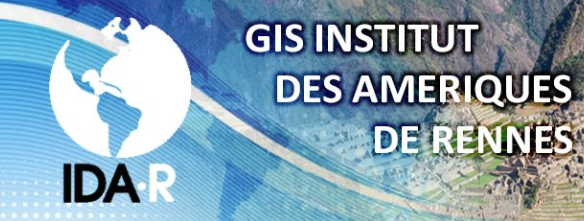 GIS INSTITUT
DES AMERIQUES
DE RENNES
IDA-R